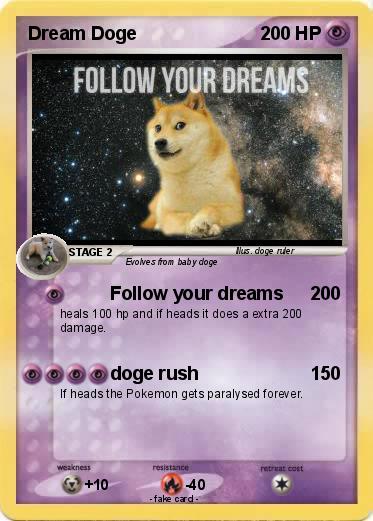 Dream Doge 200 HP
FOLLOW YOUR DREAMS
STAGE 2
Illus. doge ruler
Evolves from baby doge
Follow your dreams 200
heals 100 hp and if heads it does a extra 200
damage.
doge rush 150
If heads the Pokemon gets paralysed forever.
weakness resistance retreat cost
+10 -40
- fake card -